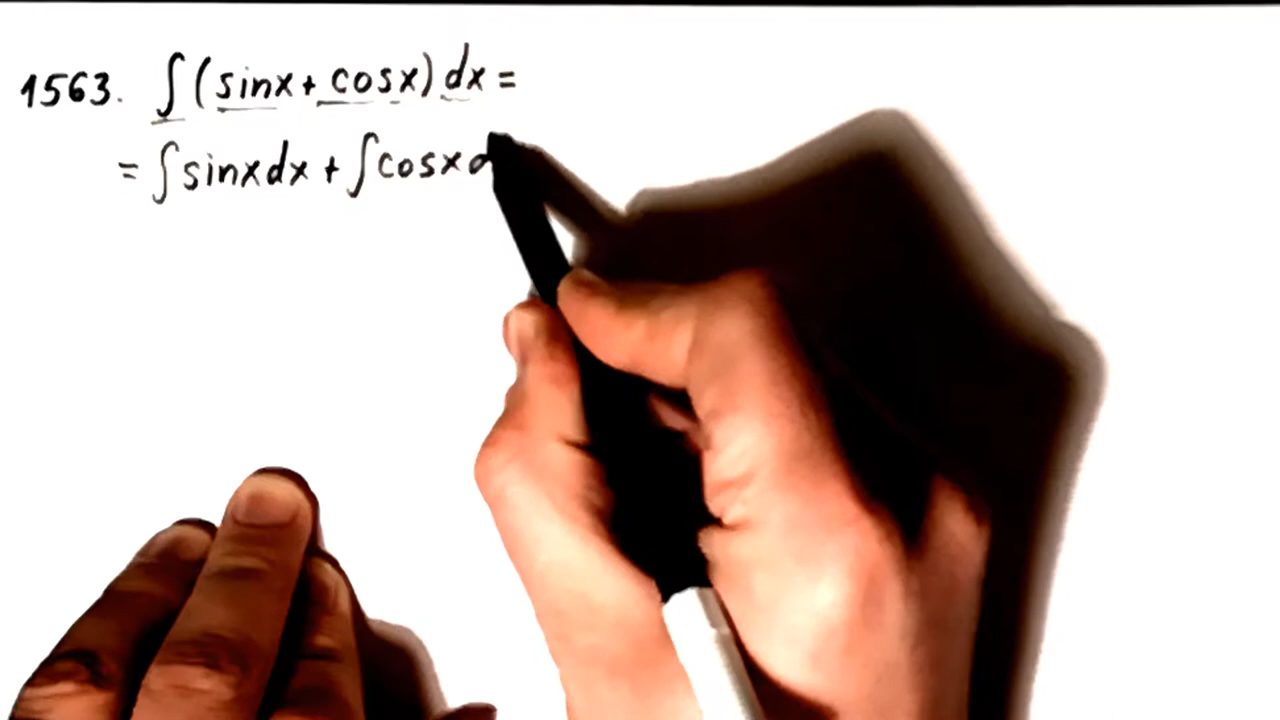 1563. ∫(sinx + cosx) dx =
= ∫sinxdx + ∫cosx d